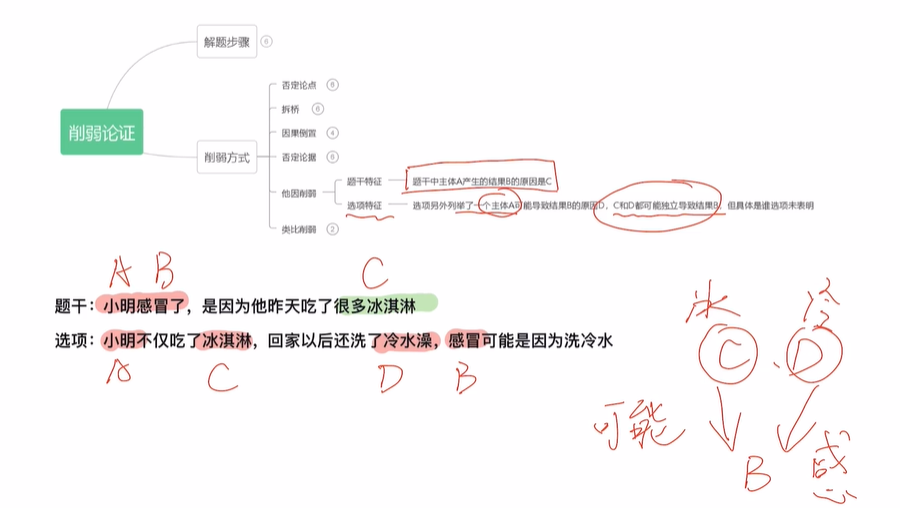 解题步骤 6
削弱论证
否定论点 8
拆桥 6
因果倒置 4
削弱方式
否定论据 8
他因削弱
题干特征 题干中主体A产生的结果B的原因是C
选项特征 选项另外列举了一个主体A可能导致结果B的原因D，C和D都可能独立导致结果B，但具体是谁选项未表明
类比削弱 2
A B C
题干：小明感冒了，是因为他昨天吃了很多冰淇淋
选项：小明不仅吃了冰淇淋，回家以后还洗了冷水澡，感冒可能是因为洗冷水
A C D B
冰 冷
C、D
可能
B 感